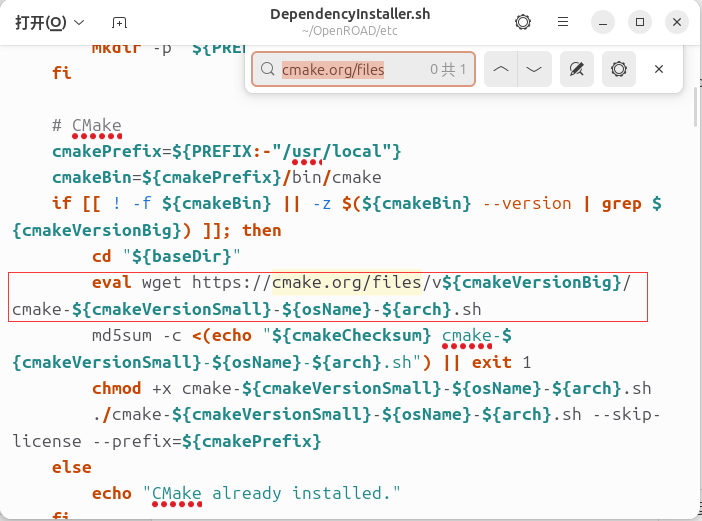 打开(O)
DependencyInstaller.sh
~/OpenROAD/etc
cmake.org/files
0 共 1
fi
# CMake
cmakePrefix=${PREFIX:-"/usr/local"}
cmakeBin=${cmakePrefix}/bin/cmake
if [[ ! -f ${cmakeBin} || -z $(${cmakeBin} --version | grep $
{cmakeVersionBig}) ]]; then
cd "${baseDir}"
eval wget https://cmake.org/files/v${cmakeVersionBig}/
cmake-${cmakeVersionSmall}-${osName}-${arch}.sh
md5sum -c <(echo "${cmakeChecksum} cmake-$
{cmakeVersionSmall}-${osName}-${arch}.sh") || exit 1
chmod +x cmake-${cmakeVersionSmall}-${osName}-${arch}.sh
./cmake-${cmakeVersionSmall}-${osName}-${arch}.sh --skip-
license --prefix=${cmakePrefix}
else
echo "CMake already installed."
fi